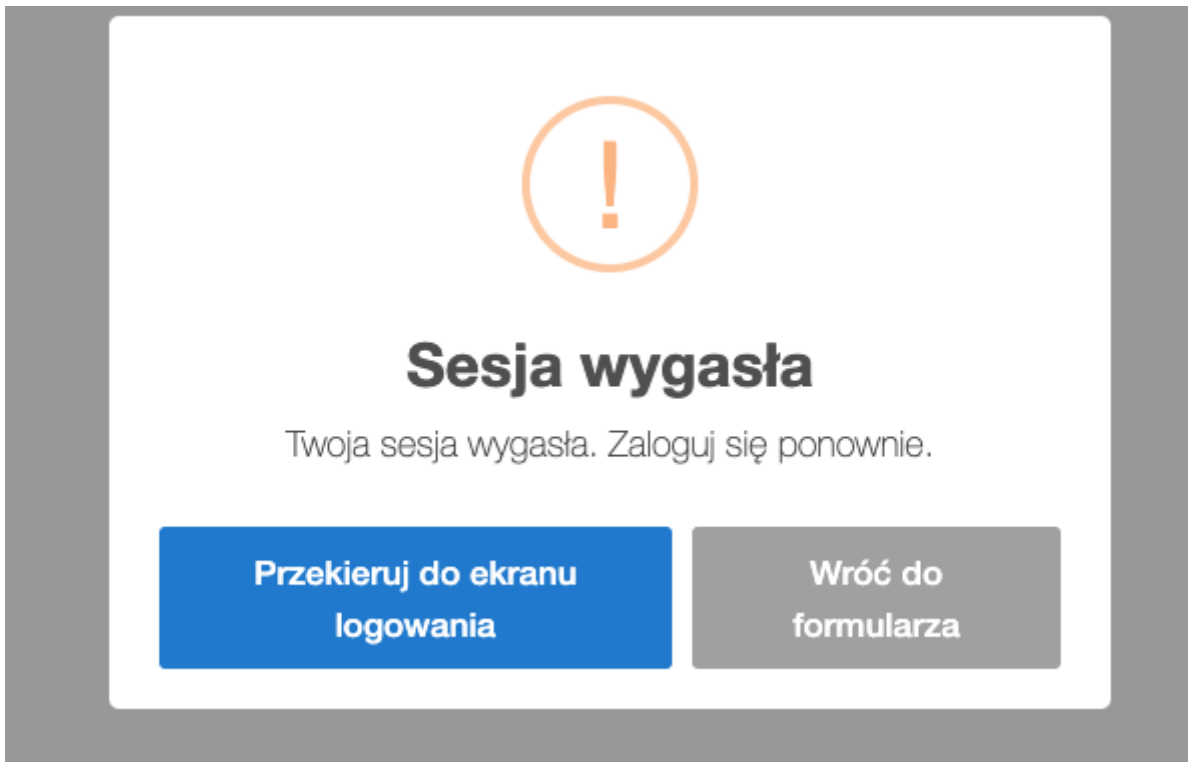 !
Sesja wygasła
Twoja sesja wygasła. Zaloguj się ponownie.
Przekieruj do ekranu
logowania
Wróć do
formularza